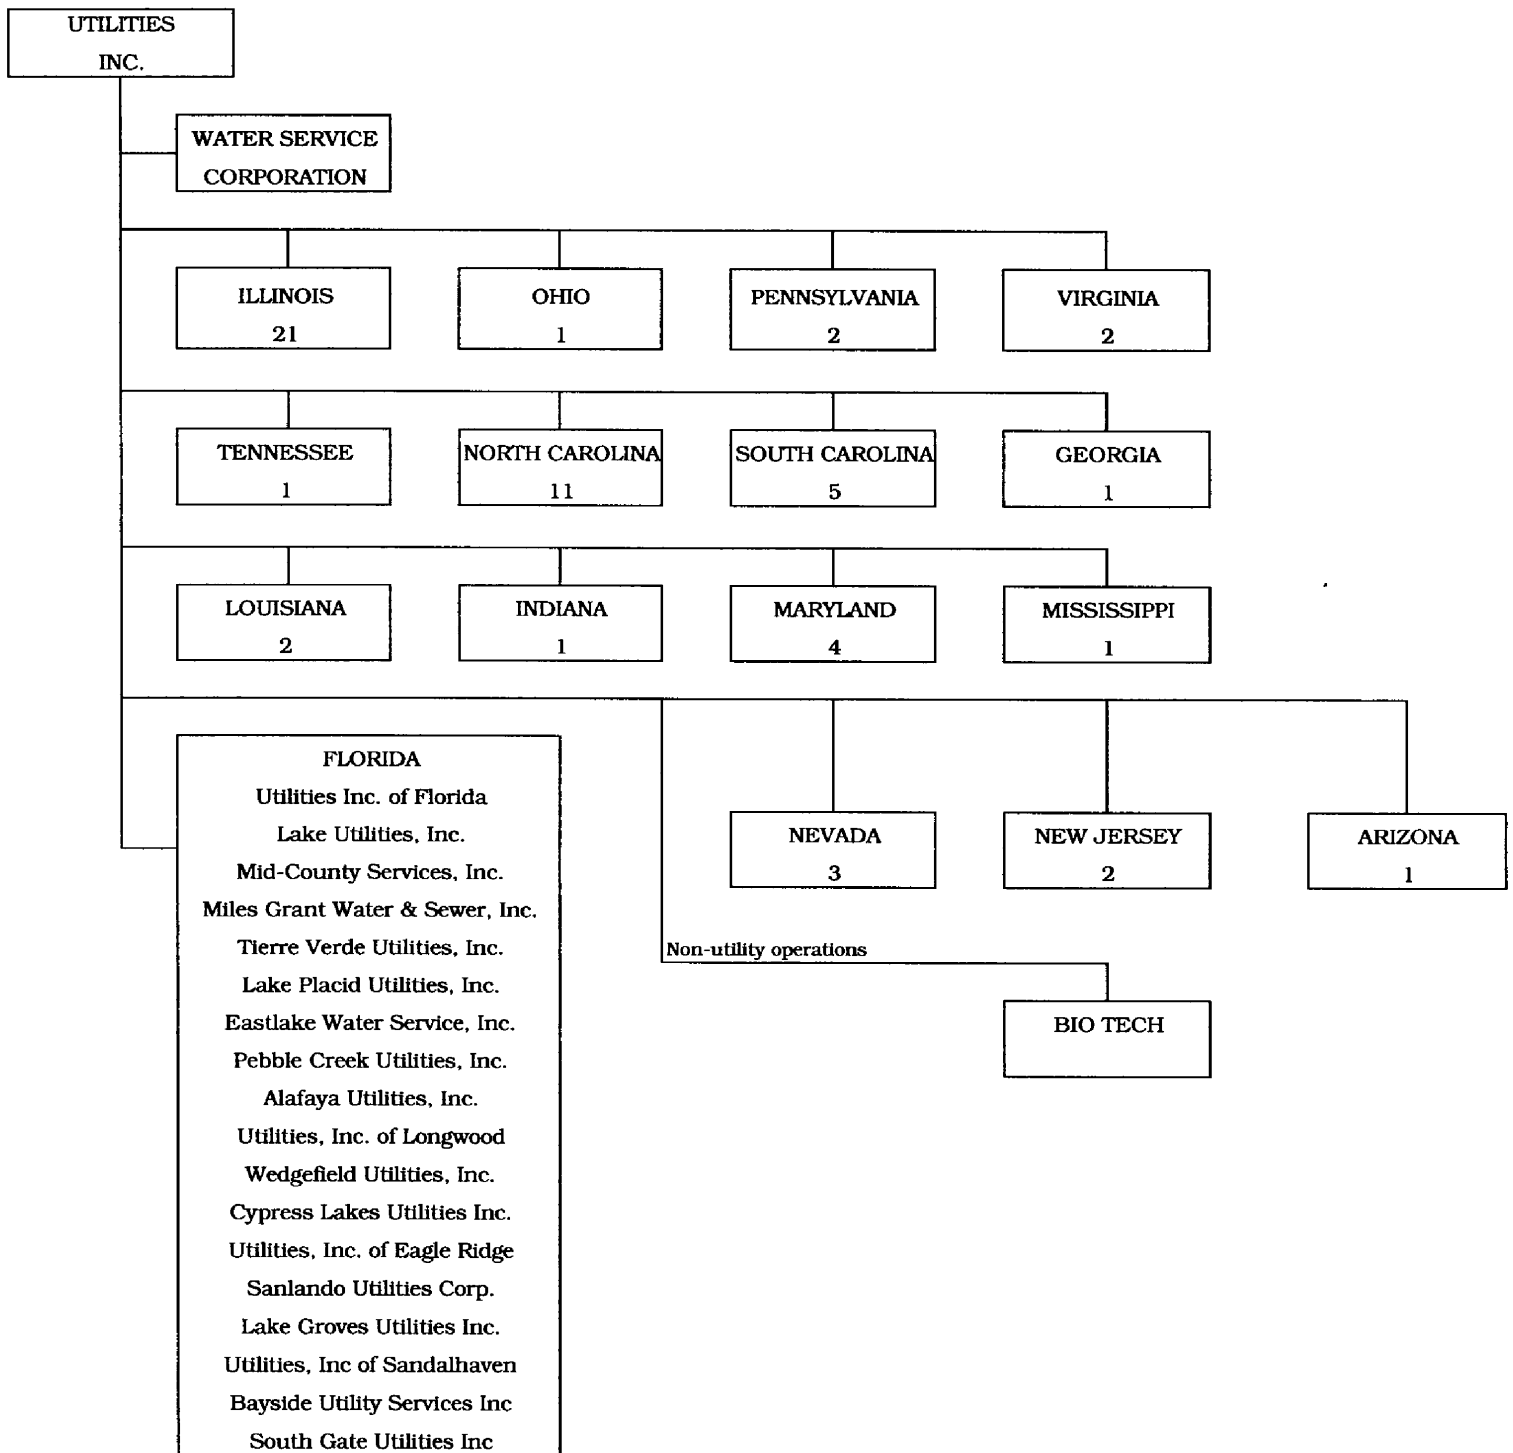 UTILITIES
INC.
WATER SERVICE
CORPORATION
ILLINOIS
21
OHIO
1
PENNSYLVANIA
2
VIRGINIA
2
TENNESSEE
1
NORTH CAROLINA
11
SOUTH CAROLINA
5
GEORGIA
1
LOUISIANA
2
INDIANA
1
MARYLAND
4
MISSISSIPPI
1
FLORIDA
Utilities Inc. of Florida
Lake Utilities, Inc.
Mid-County Services, Inc.
Miles Grant Water & Sewer, Inc.
Tierre Verde Utilities, Inc.
Lake Placid Utilities, Inc.
Eastlake Water Service, Inc.
Pebble Creek Utilities, Inc.
Alafaya Utilities, Inc.
Utilities, Inc. of Longwood
Wedgefield Utilities, Inc.
Cypress Lakes Utilities Inc.
Utilities, Inc. of Eagle Ridge
Sanlando Utilities Corp.
Lake Groves Utilities Inc.
Utilities, Inc of Sandalhaven
Bayside Utility Services Inc
South Gate Utilities Inc
NEVADA
3
NEW JERSEY
2
ARIZONA
1
Non-utility operations
BIO TECH